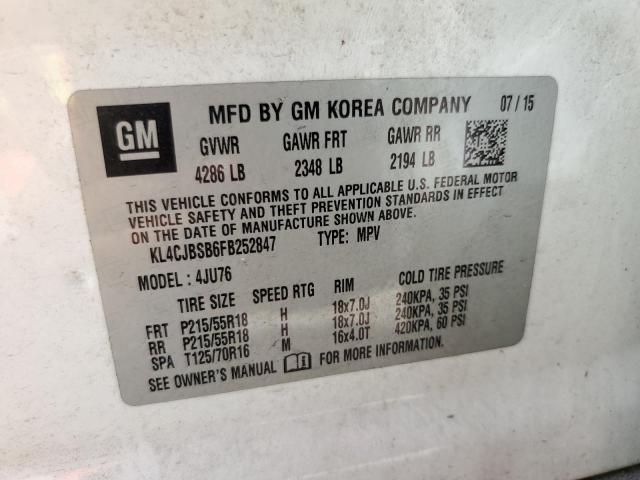 GM
MFD BY GM KOREA COMPANY 07/15
GVWR GAWR FRT GAWR RR
4286 LB 2348 LB 2194 LB
THIS VEHICLE CONFORMS TO ALL APPLICABLE U.S. FEDERAL MOTOR
VEHICLE SAFETY AND THEFT PREVENTION STANDARDS IN EFFECT
ON THE DATE OF MANUFACTURE SHOWN ABOVE.
KL4CJBSB6FB252847 TYPE: MPV
MODEL: 4JU76
TIRE SIZE SPEED RTG RIM COLD TIRE PRESSURE
FRT P215/55R18 H 18x7.0J 240KPA, 35 PSI
RR P215/55R18 H 18x7.0J 240KPA, 35 PSI
SPA T125/70R16 M 16x4.0T 420KPA, 60 PSI
SEE OWNER'S MANUAL FOR MORE INFORMATION.